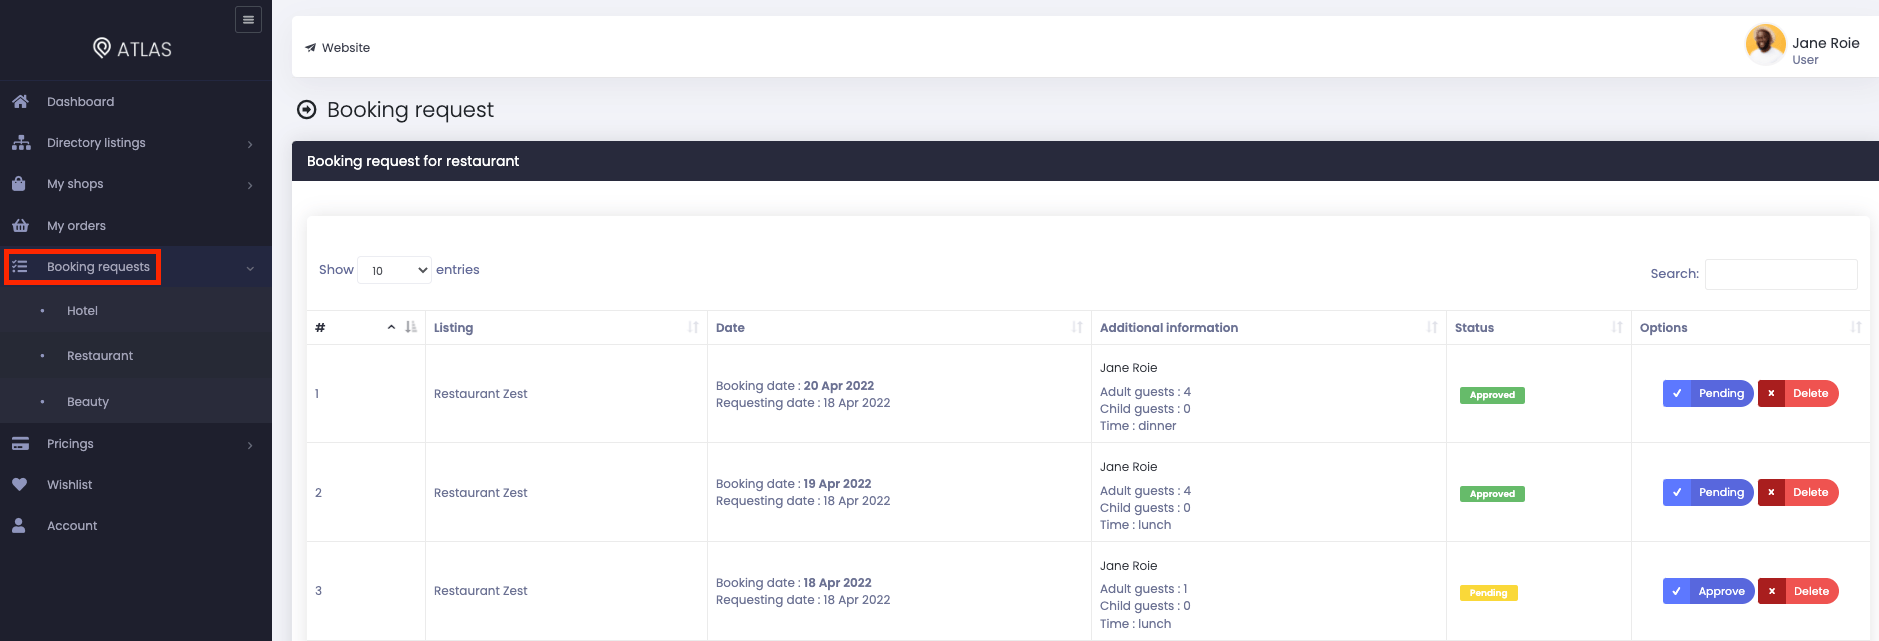 ATLAS
Dashboard
Directory listings
My shops
My orders
Booking requests
Hotel
Restaurant
Beauty
Pricings
Wishlist
Account
Website
Jane Roie
User
Booking request
Booking request for restaurant
Show 10 entries
Search:
# Listing Date Additional information Status Options
1 Restaurant Zest
Booking date : 20 Apr 2022
Requesting date : 18 Apr 2022
Jane Roie
Adult guests : 4
Child guests : 0
Time : dinner
Approved
Pending Delete
2 Restaurant Zest
Booking date : 19 Apr 2022
Requesting date : 18 Apr 2022
Jane Roie
Adult guests : 4
Child guests : 0
Time : lunch
Approved
Pending Delete
3 Restaurant Zest
Booking date : 18 Apr 2022
Requesting date : 18 Apr 2022
Jane Roie
Adult guests : 1
Child guests : 0
Time : lunch
Pending
Approve Delete